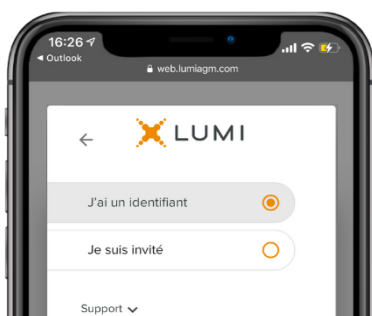 16:26
Outlook
web.lumiagm.com
LUMI
J'ai un identifiant
Je suis invité
Support